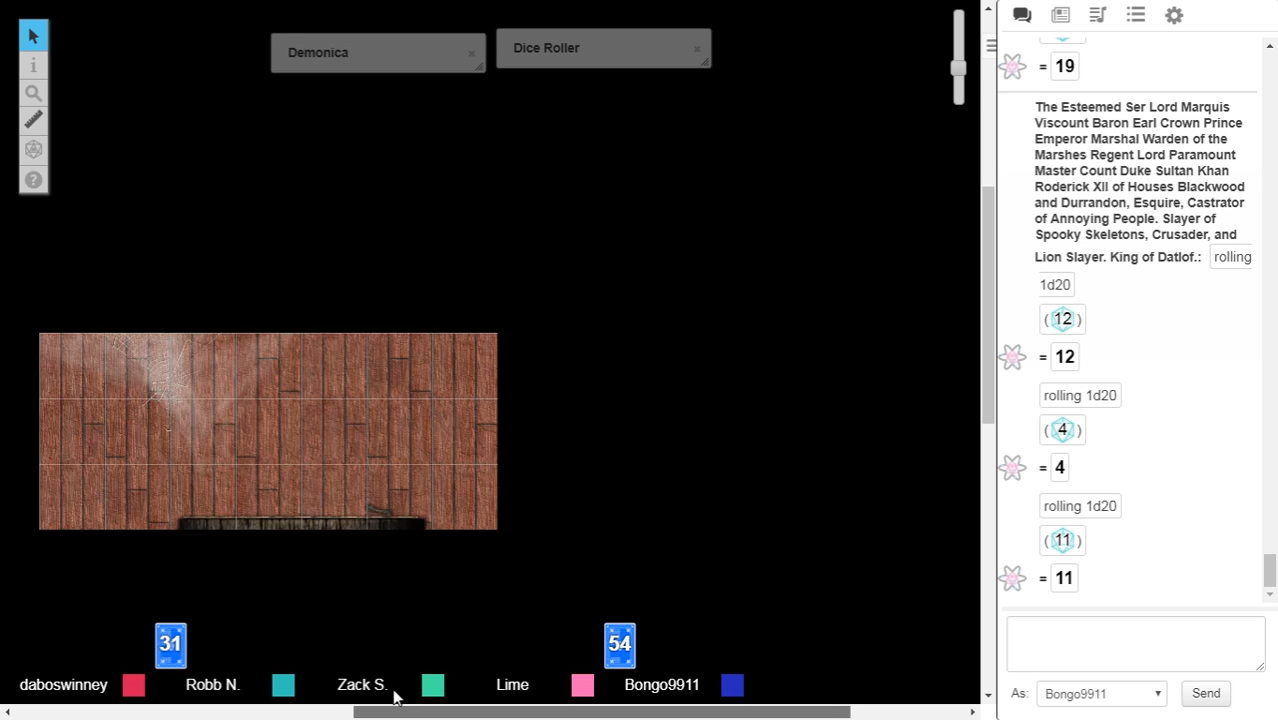 Demonica ×
Dice Roller ×
= 19
The Esteemed Ser Lord Marquis
Viscount Baron Earl Crown Prince
Emperor Marshal Warden of the
Marshes Regent Lord Paramount
Master Count Duke Sultan Khan
Roderick XII of Houses Blackwood
and Durrandon, Esquire, Castrator
of Annoying People. Slayer of
Spooky Skeletons, Crusader, and
Lion Slayer. King of Datlof.: rolling
1d20
(12)
= 12
rolling 1d20
(4)
= 4
rolling 1d20
(11)
= 11
31
54
daboswinney
Robb N.
Zack S.
Lime
Bongo9911
As: Bongo9911
Send